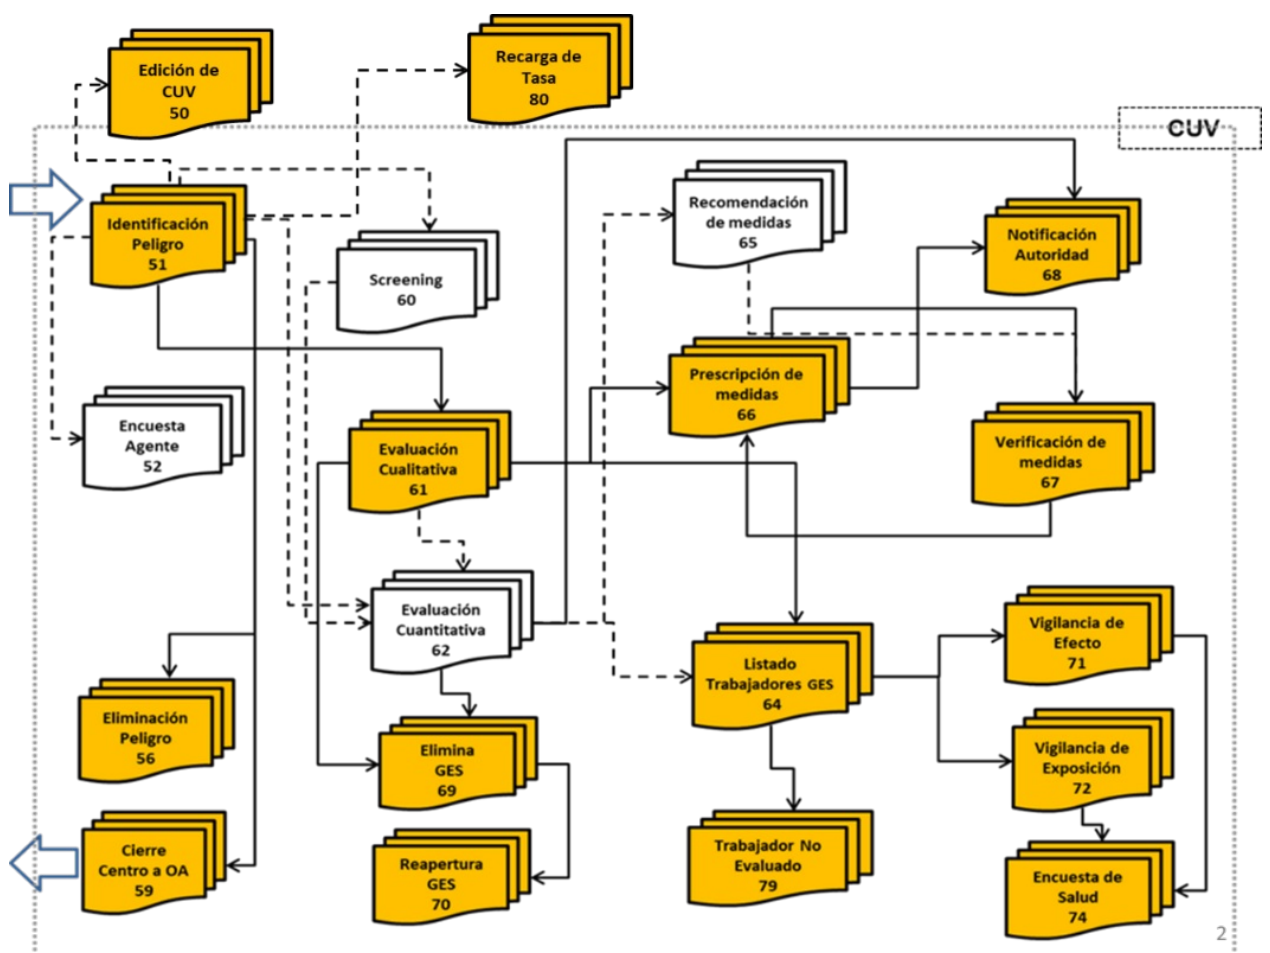 Edición de
CUV
50
Recarga de
Tasa
80
CUV
Identificación
Peligro
51
Screening
60
Recomendación
de medidas
65
Notificación
Autoridad
68
Encuesta
Agente
52
Evaluación
Cualitativa
61
Prescripción de
medidas
66
Verificación de
medidas
67
Evaluación
Cuantitativa
62
Listado
Trabajadores GES
64
Vigilancia de
Efecto
71
Eliminación
Peligro
56
Elimina
GES
69
Vigilancia de
Exposición
72
Cierre
Centro a OA
59
Reapertura
GES
70
Trabajador No
Evaluado
79
Encuesta de
Salud
74
2